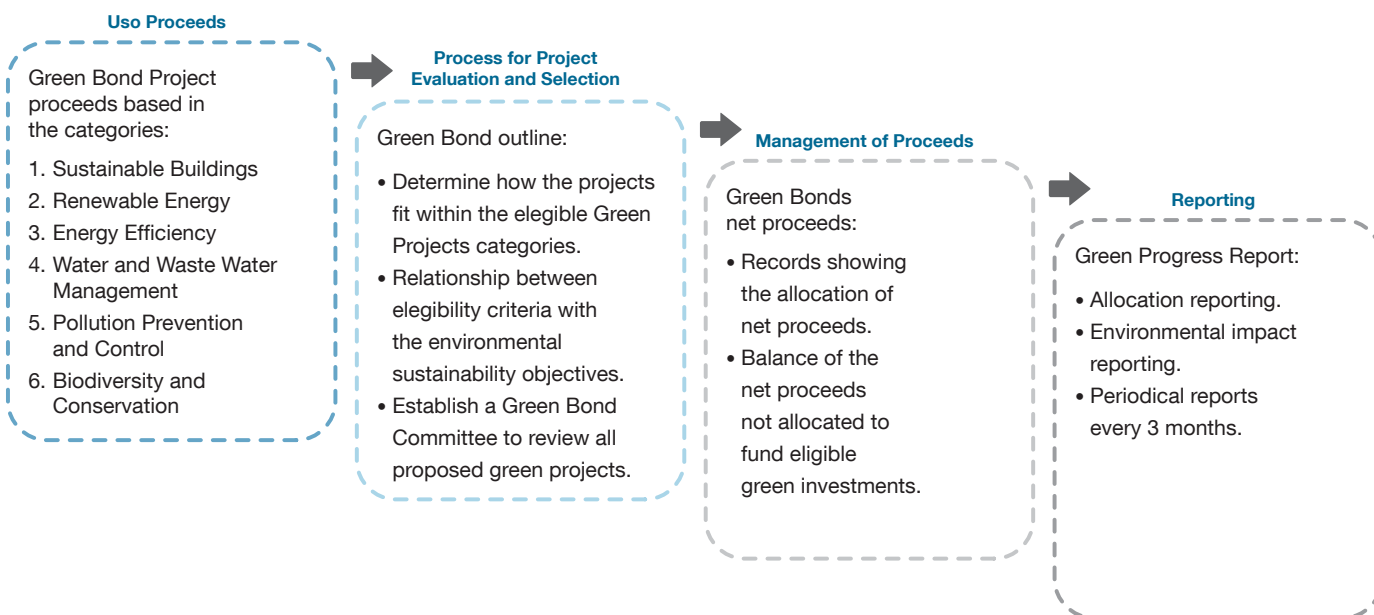 Uso Proceeds
Green Bond Project
proceeds based in
the categories:
1. Sustainable Buildings
2. Renewable Energy
3. Energy Efficiency
4. Water and Waste Water
Management
5. Pollution Prevention
and Control
6. Biodiversity and
Conservation
Process for Project
Evaluation and Selection
Green Bond outline:
• Determine how the projects
fit within the elegible Green
Projects categories.
• Relationship between
elegibility criteria with
the environmental
sustainability objectives.
• Establish a Green Bond
Committee to review all
proposed green projects.
Management of Proceeds
Green Bonds
net proceeds:
• Records showing
the allocation of
net proceeds.
• Balance of the
net proceeds
not allocated to
fund eligible
green investments.
Reporting
Green Progress Report:
• Allocation reporting.
• Environmental impact
reporting.
• Periodical reports
every 3 months.